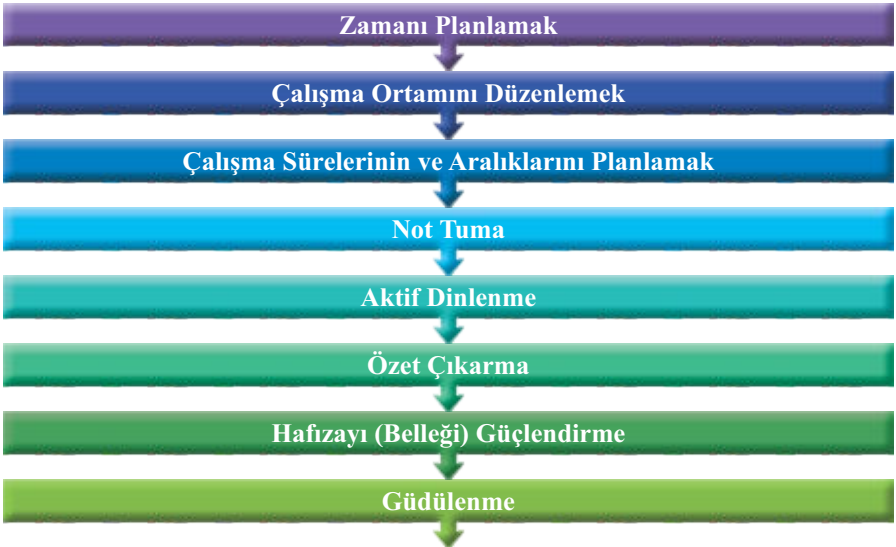 Zamanı Planlamak
Çalışma Ortamını Düzenlemek
Çalışma Sürelerinin ve Aralıklarını Planlamak
Not Tuma
Aktif Dinlenme
Özet Çıkarma
Hafızayı (Belleği) Güçlendirme
Güdülenme